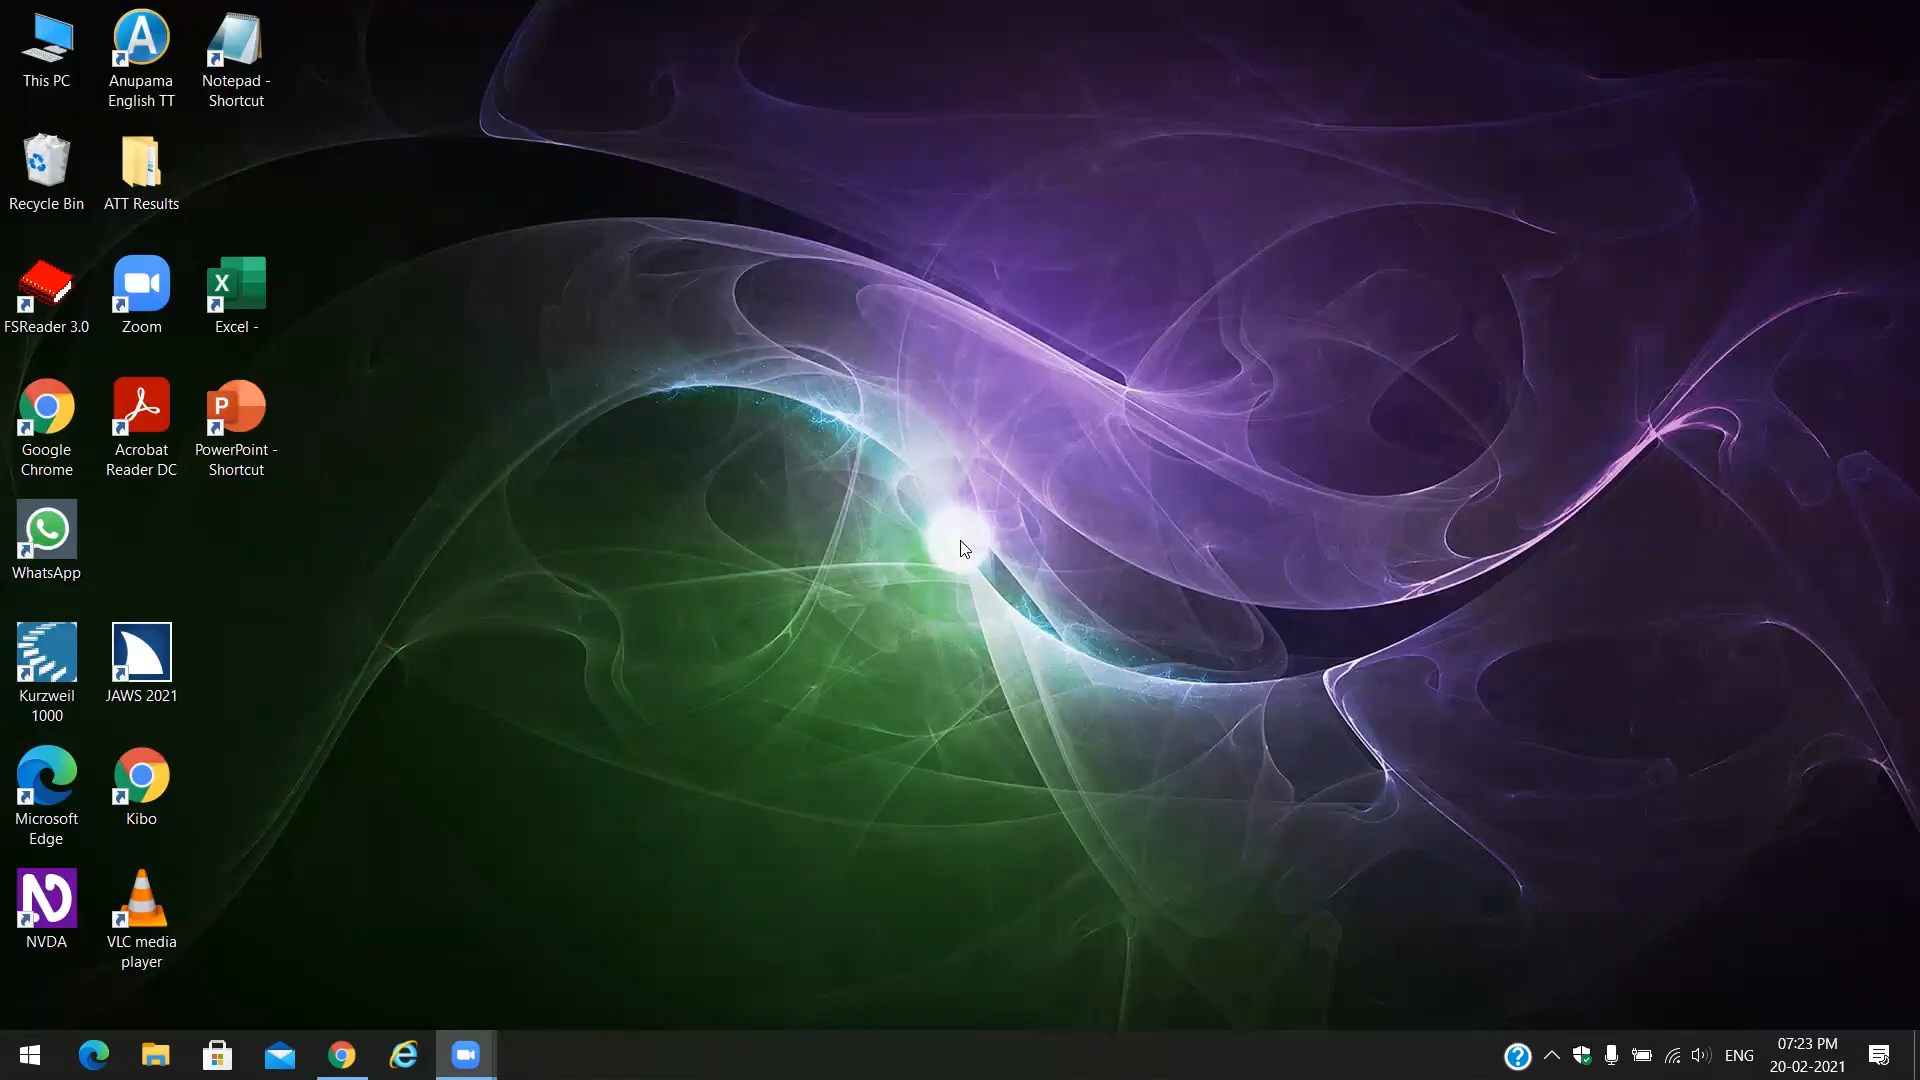 This PC
Anupama
English TT
Notepad -
Shortcut
Recycle Bin
ATT Results
FSReader 3.0
Zoom
Excel -
Google
Chrome
Acrobat
Reader DC
PowerPoint -
Shortcut
WhatsApp
Kurzweil
1000
JAWS 2021
Microsoft
Edge
Kibo
NVDA
VLC media
player
ENG
07:23 PM
20-02-2021